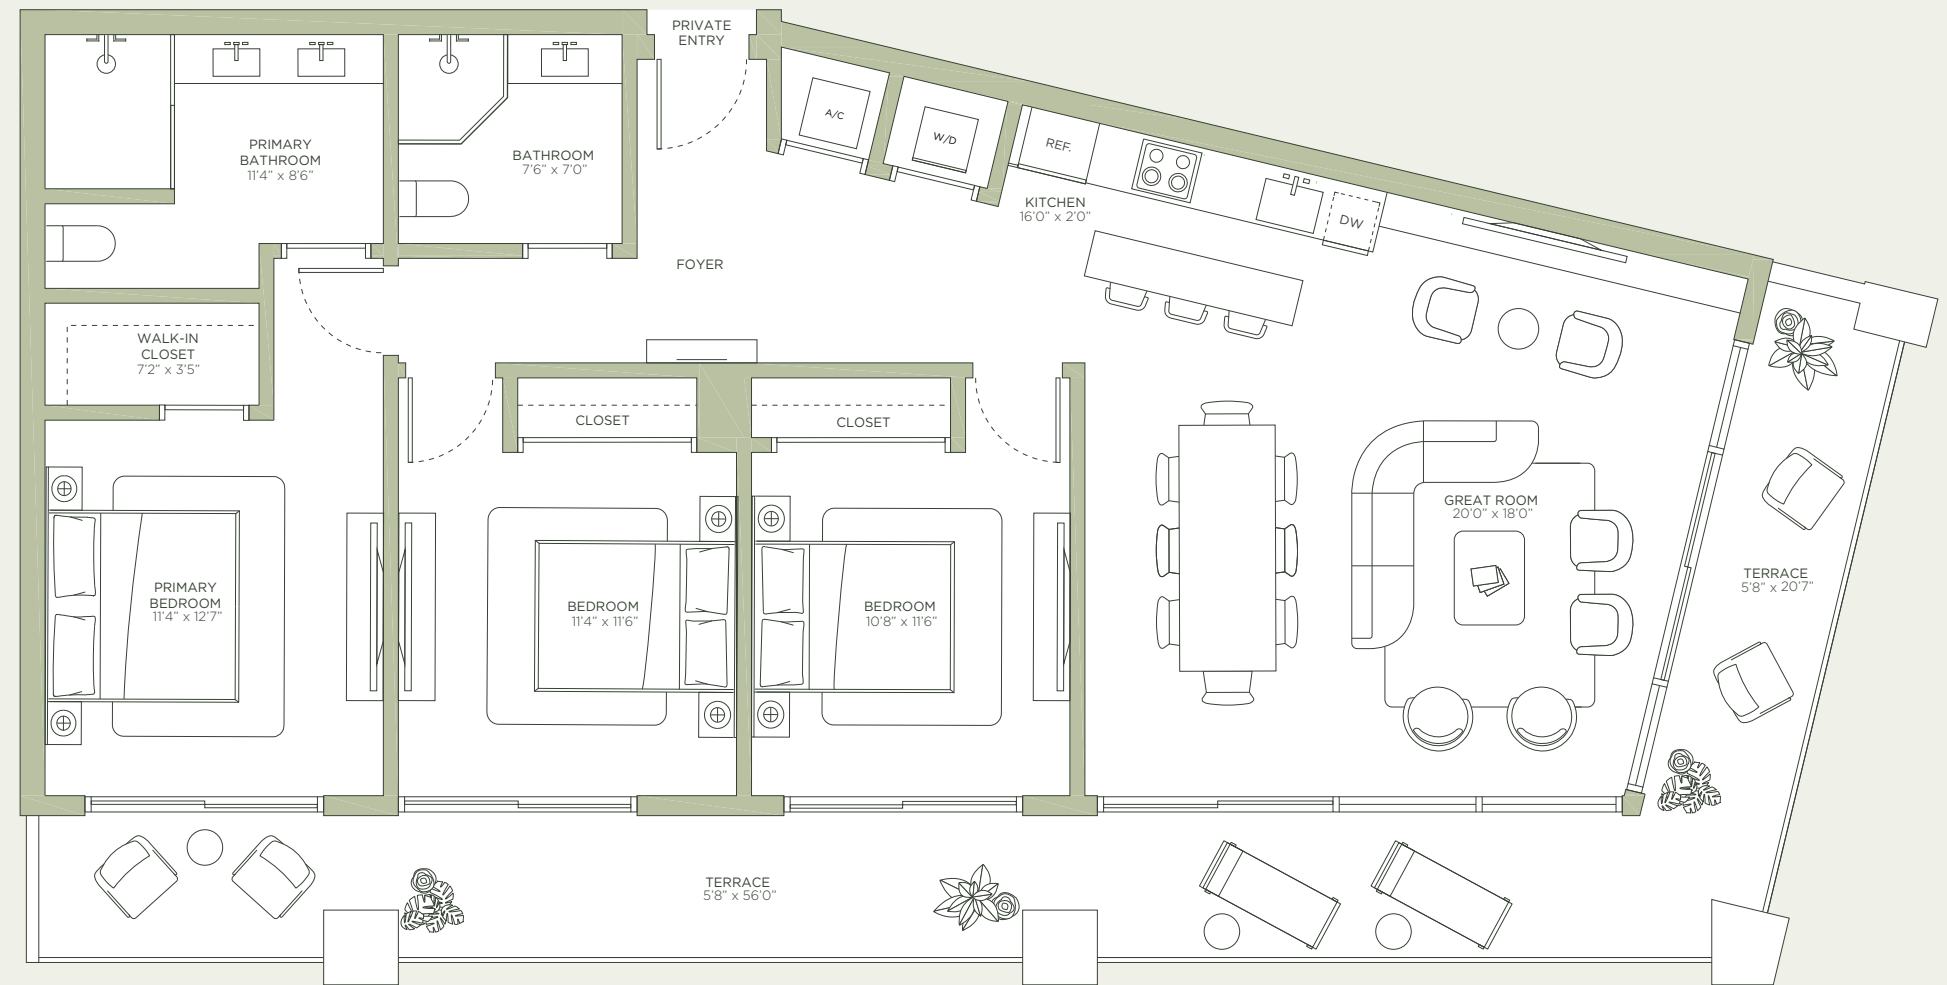 PRIVATE
ENTRY
A/C
W/D
REF.
DW
PRIMARY
BATHROOM
11'4" x 8'6"
BATHROOM
7'6" x 7'0"
KITCHEN
16'0" x 2'0"
FOYER
WALK-IN
CLOSET
7'2" x 3'5"
CLOSET
CLOSET
GREAT ROOM
20'0" x 18'0"
PRIMARY
BEDROOM
11'4" x 12'7"
BEDROOM
11'4" x 11'6"
BEDROOM
10'8" x 11'6"
TERRACE
5'8" x 20'7"
TERRACE
5'8" x 56'0"